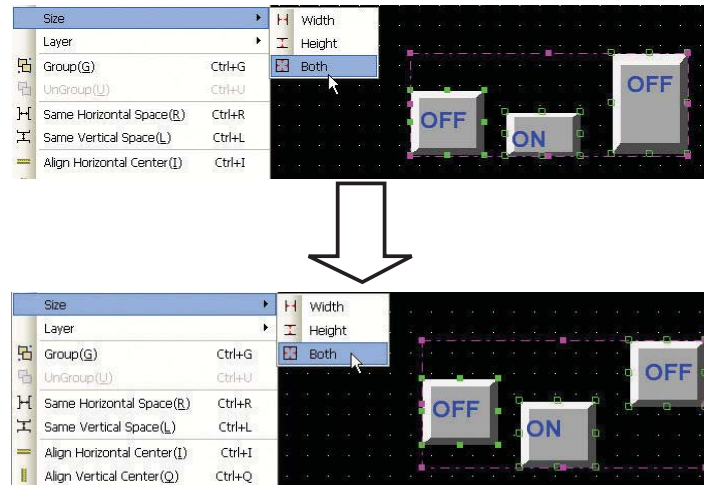 Size
Width
Layer
Height
Group(G) Ctrl+G
Both
UnGroup(U) Ctrl+U
Same Horizontal Space(R) Ctrl+R
Same Vertical Space(L) Ctrl+L
Align Horizontal Center(I) Ctrl+I
OFF
ON
OFF
Size
Width
Layer
Height
Group(G) Ctrl+G
Both
UnGroup(U) Ctrl+U
Same Horizontal Space(R) Ctrl+R
Same Vertical Space(L) Ctrl+L
Align Horizontal Center(I) Ctrl+I
Align Vertical Center(Q) Ctrl+Q
OFF
ON
OFF